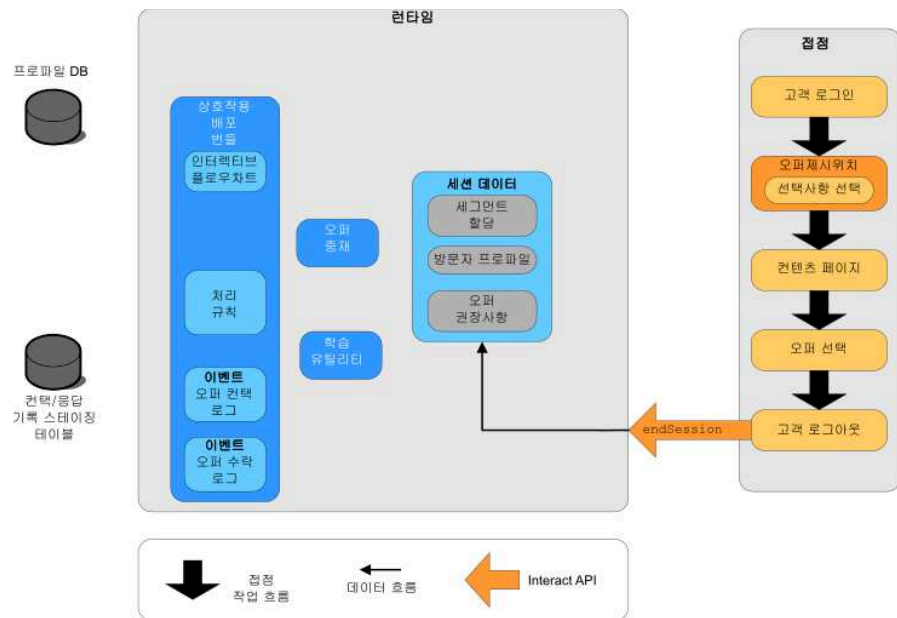 런타임
프로파일 DB
상호작용
배포
번들
인터랙티브
플로우차트
처리
규칙
이벤트
오퍼 컨택
로그
이벤트
오퍼 수락
로그
오퍼
중재
학습
유틸리티
세션 데이터
세그먼트
할당
방문자 프로파일
오퍼
권장사항
컨택/응답
기록 스테이징
테이블
접점
고객 로그인
오퍼제시위치
선택사항 선택
컨텐츠 페이지
오퍼 선택
고객 로그아웃
endSession
접점
작업 흐름
데이터 흐름
Interact API